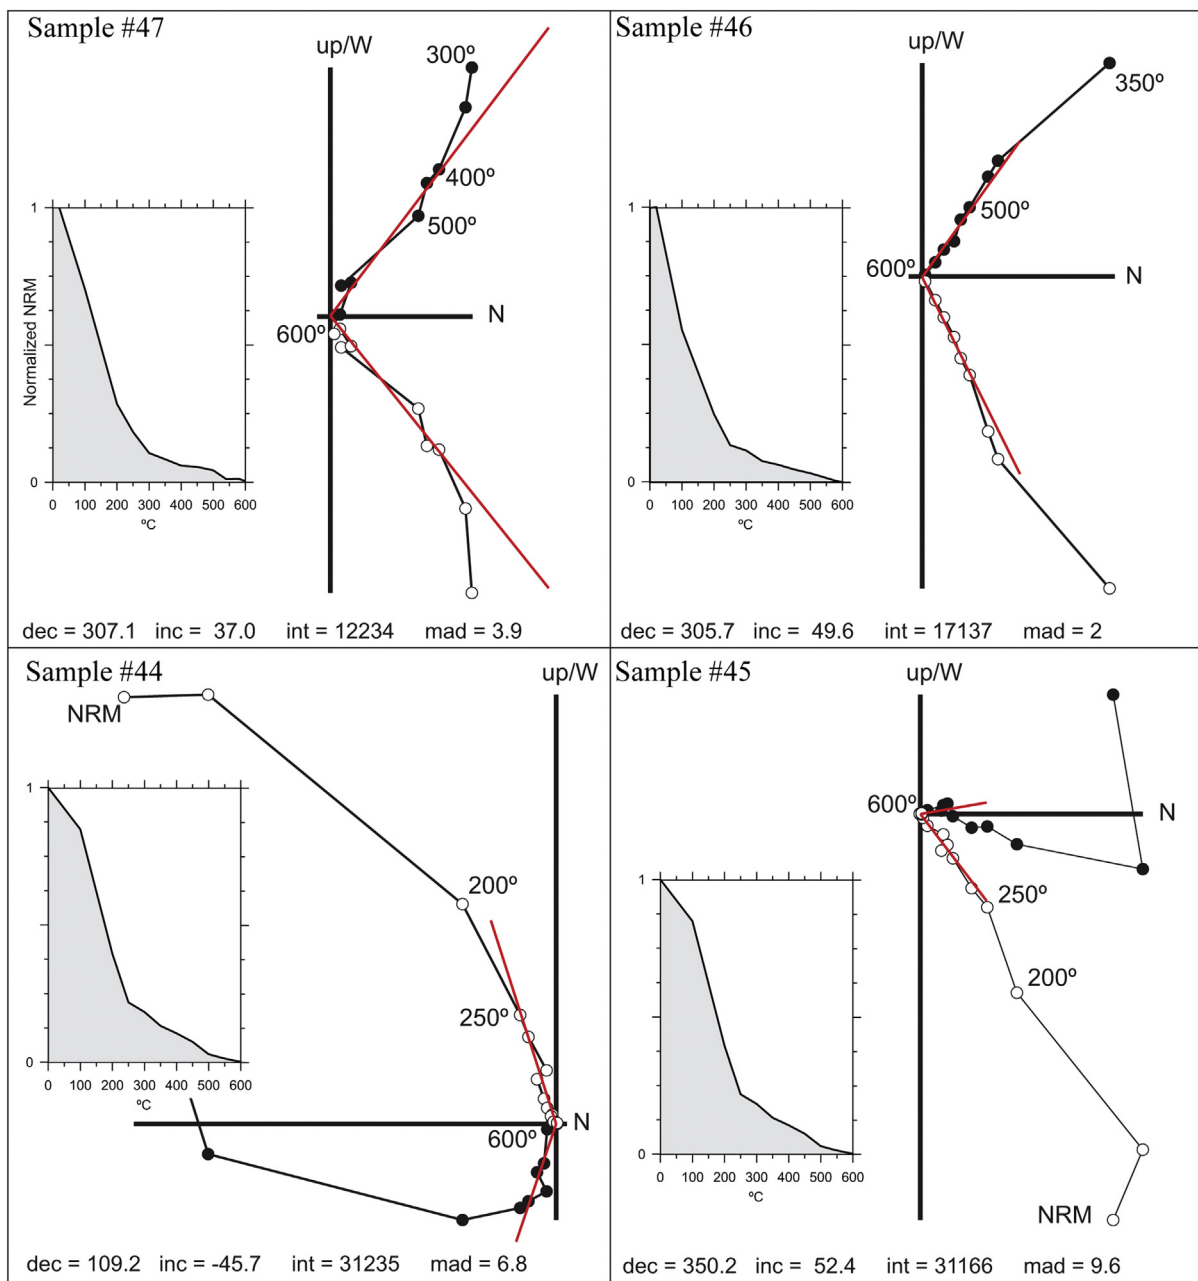 Sample #47
up/W
300º
400º
500º
N
600º
1
Normalized NRM
0
0 100 200 300 400 500 600
ºC
dec = 307.1 inc = 37.0 int = 12234 mad = 3.9
Sample #46
up/W
350º
500º
600º
N
1
0
0 100 200 300 400 500 600
ºC
dec = 305.7 inc = 49.6 int = 17137 mad = 2
Sample #44
up/W
NRM
200º
250º
N
600º
1
0
0 100 200 300 400 500 600
ºC
dec = 109.2 inc = -45.7 int = 31235 mad = 6.8
Sample #45
up/W
600º
N
250º
200º
NRM
1
0
0 100 200 300 400 500 600
ºC
dec = 350.2 inc = 52.4 int = 31166 mad = 9.6